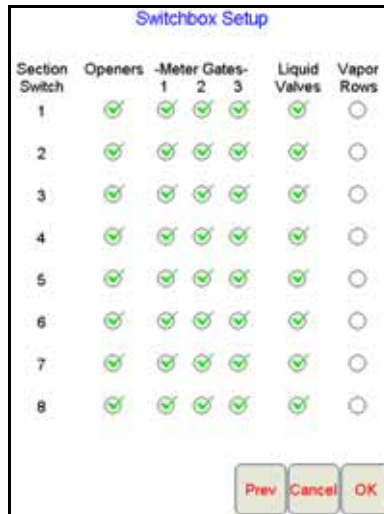 Switchbox Setup
Section Openers -Meter Gates- Liquid Vapor
Switch 1 2 3 Valves Rows
1
2
3
4
5
6
7
8
Prev Cancel OK